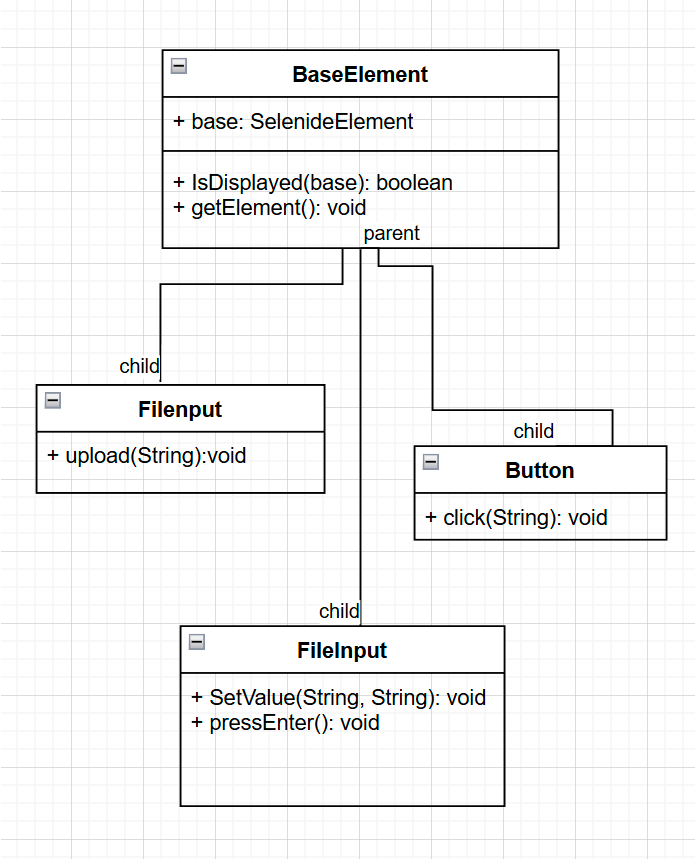 BaseElement
+ base: SelenideElement
+ IsDisplayed(base): boolean
+ getElement(): void
parent
child
Filenput
+ upload(String):void
child
Button
+ click(String): void
child
FileInput
+ SetValue(String, String): void
+ pressEnter(): void